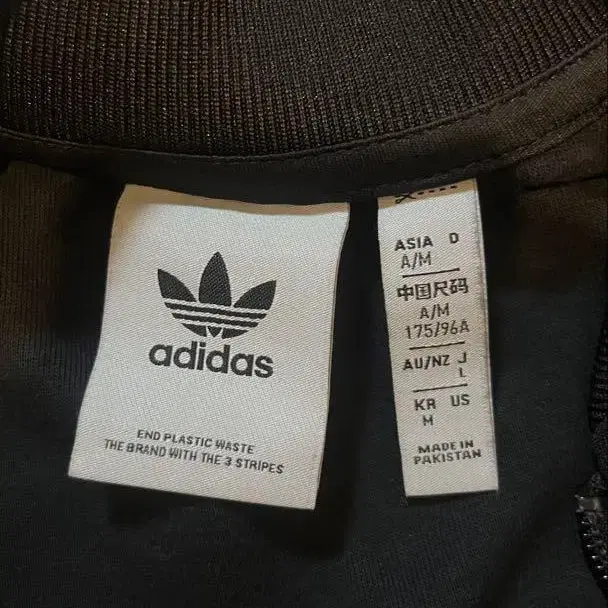 adidas
END PLASTIC WASTE
THE BRAND WITH THE 3 STRIPES
ASIA D
A/M
中国尺码
A/M
175/96A
AU/NZ J
L
KR US
M
MADE IN
PAKISTAN